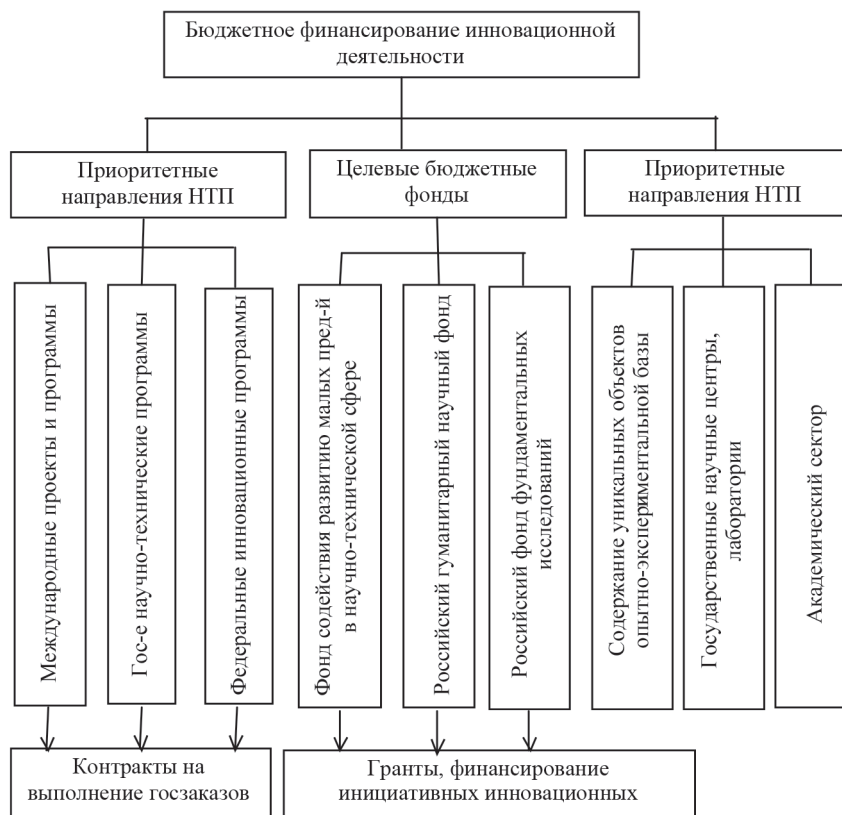 Бюджетное финансирование инновационной
деятельности
Приоритетные
направления НТП
Целевые бюджетные
фонды
Приоритетные
направления НТП
Международные проекты и программы
Гос-е научно-технические программы
Федеральные инновационные программы
Фонд содействия развитию малых пред-й
в научно-технической сфере
Российский гуманитарный научный фонд
Российский фонд фундаментальных
исследований
Содержание уникальных объектов
опытно-экспериментальной базы
Государственные научные центры,
лаборатории
Академический сектор
Контракты на
выполнение госзаказов
Гранты, финансирование
инициативных инновационных